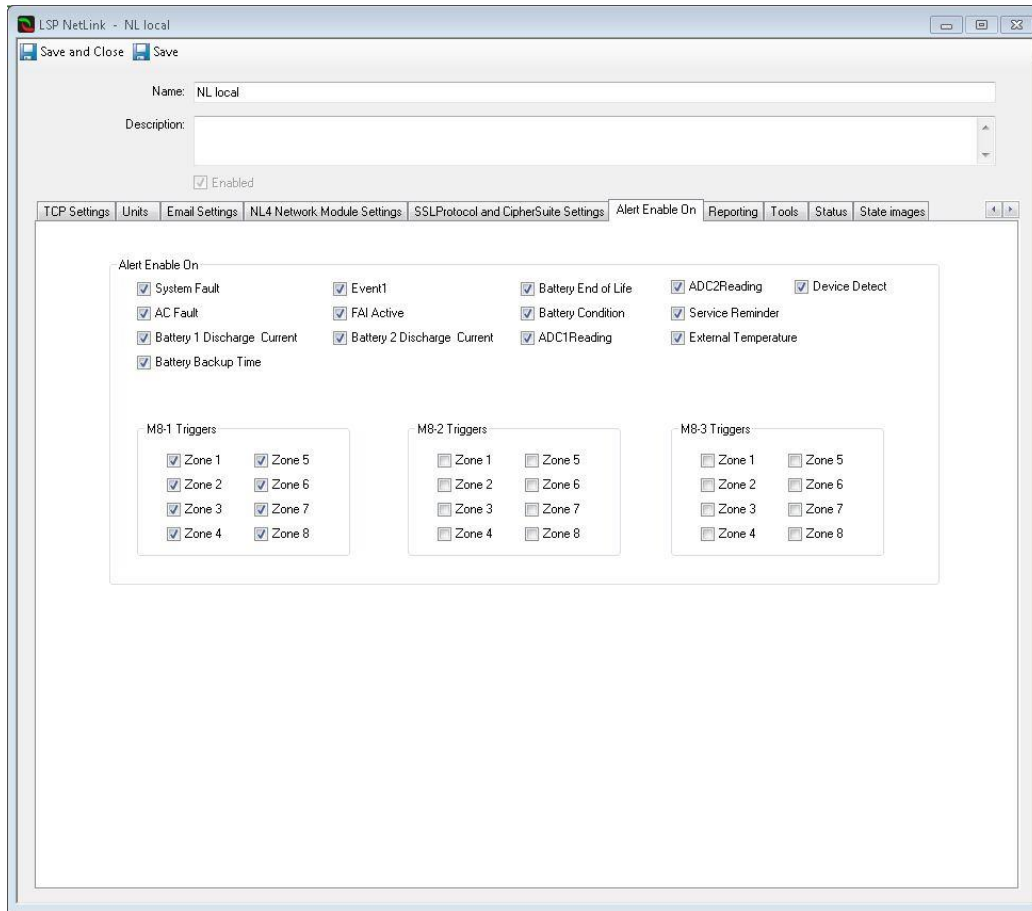 LSP NetLink - NL local
Save and Close Save
Name: NL local
Description:
Enabled
TCP Settings Units Email Settings NL4 Network Module Settings SSLProtocol and CipherSuite Settings Alert Enable On Reporting Tools Status State images
Alert Enable On
System Fault Event1 Battery End of Life ADC2Reading Device Detect
AC Fault FAI Active Battery Condition Service Reminder
Battery 1 Discharge Current Battery 2 Discharge Current ADC1Reading External Temperature
Battery Backup Time
M8-1 Triggers M8-2 Triggers M8-3 Triggers
Zone 1 Zone 5 Zone 1 Zone 5 Zone 1 Zone 5
Zone 2 Zone 6 Zone 2 Zone 6 Zone 2 Zone 6
Zone 3 Zone 7 Zone 3 Zone 7 Zone 3 Zone 7
Zone 4 Zone 8 Zone 4 Zone 8 Zone 4 Zone 8